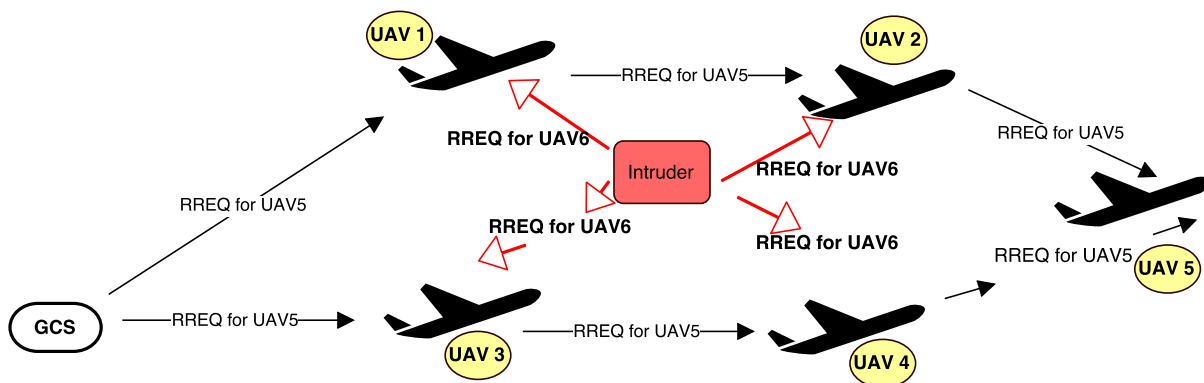 UAV 1
UAV 2
RREQ for UAV5
RREQ for UAV5
RREQ for UAV6
Intruder
RREQ for UAV6
RREQ for UAV5
RREQ for UAV6
RREQ for UAV6
RREQ for UAV5
UAV 5
GCS
RREQ for UAV5
UAV 3
RREQ for UAV5
UAV 4